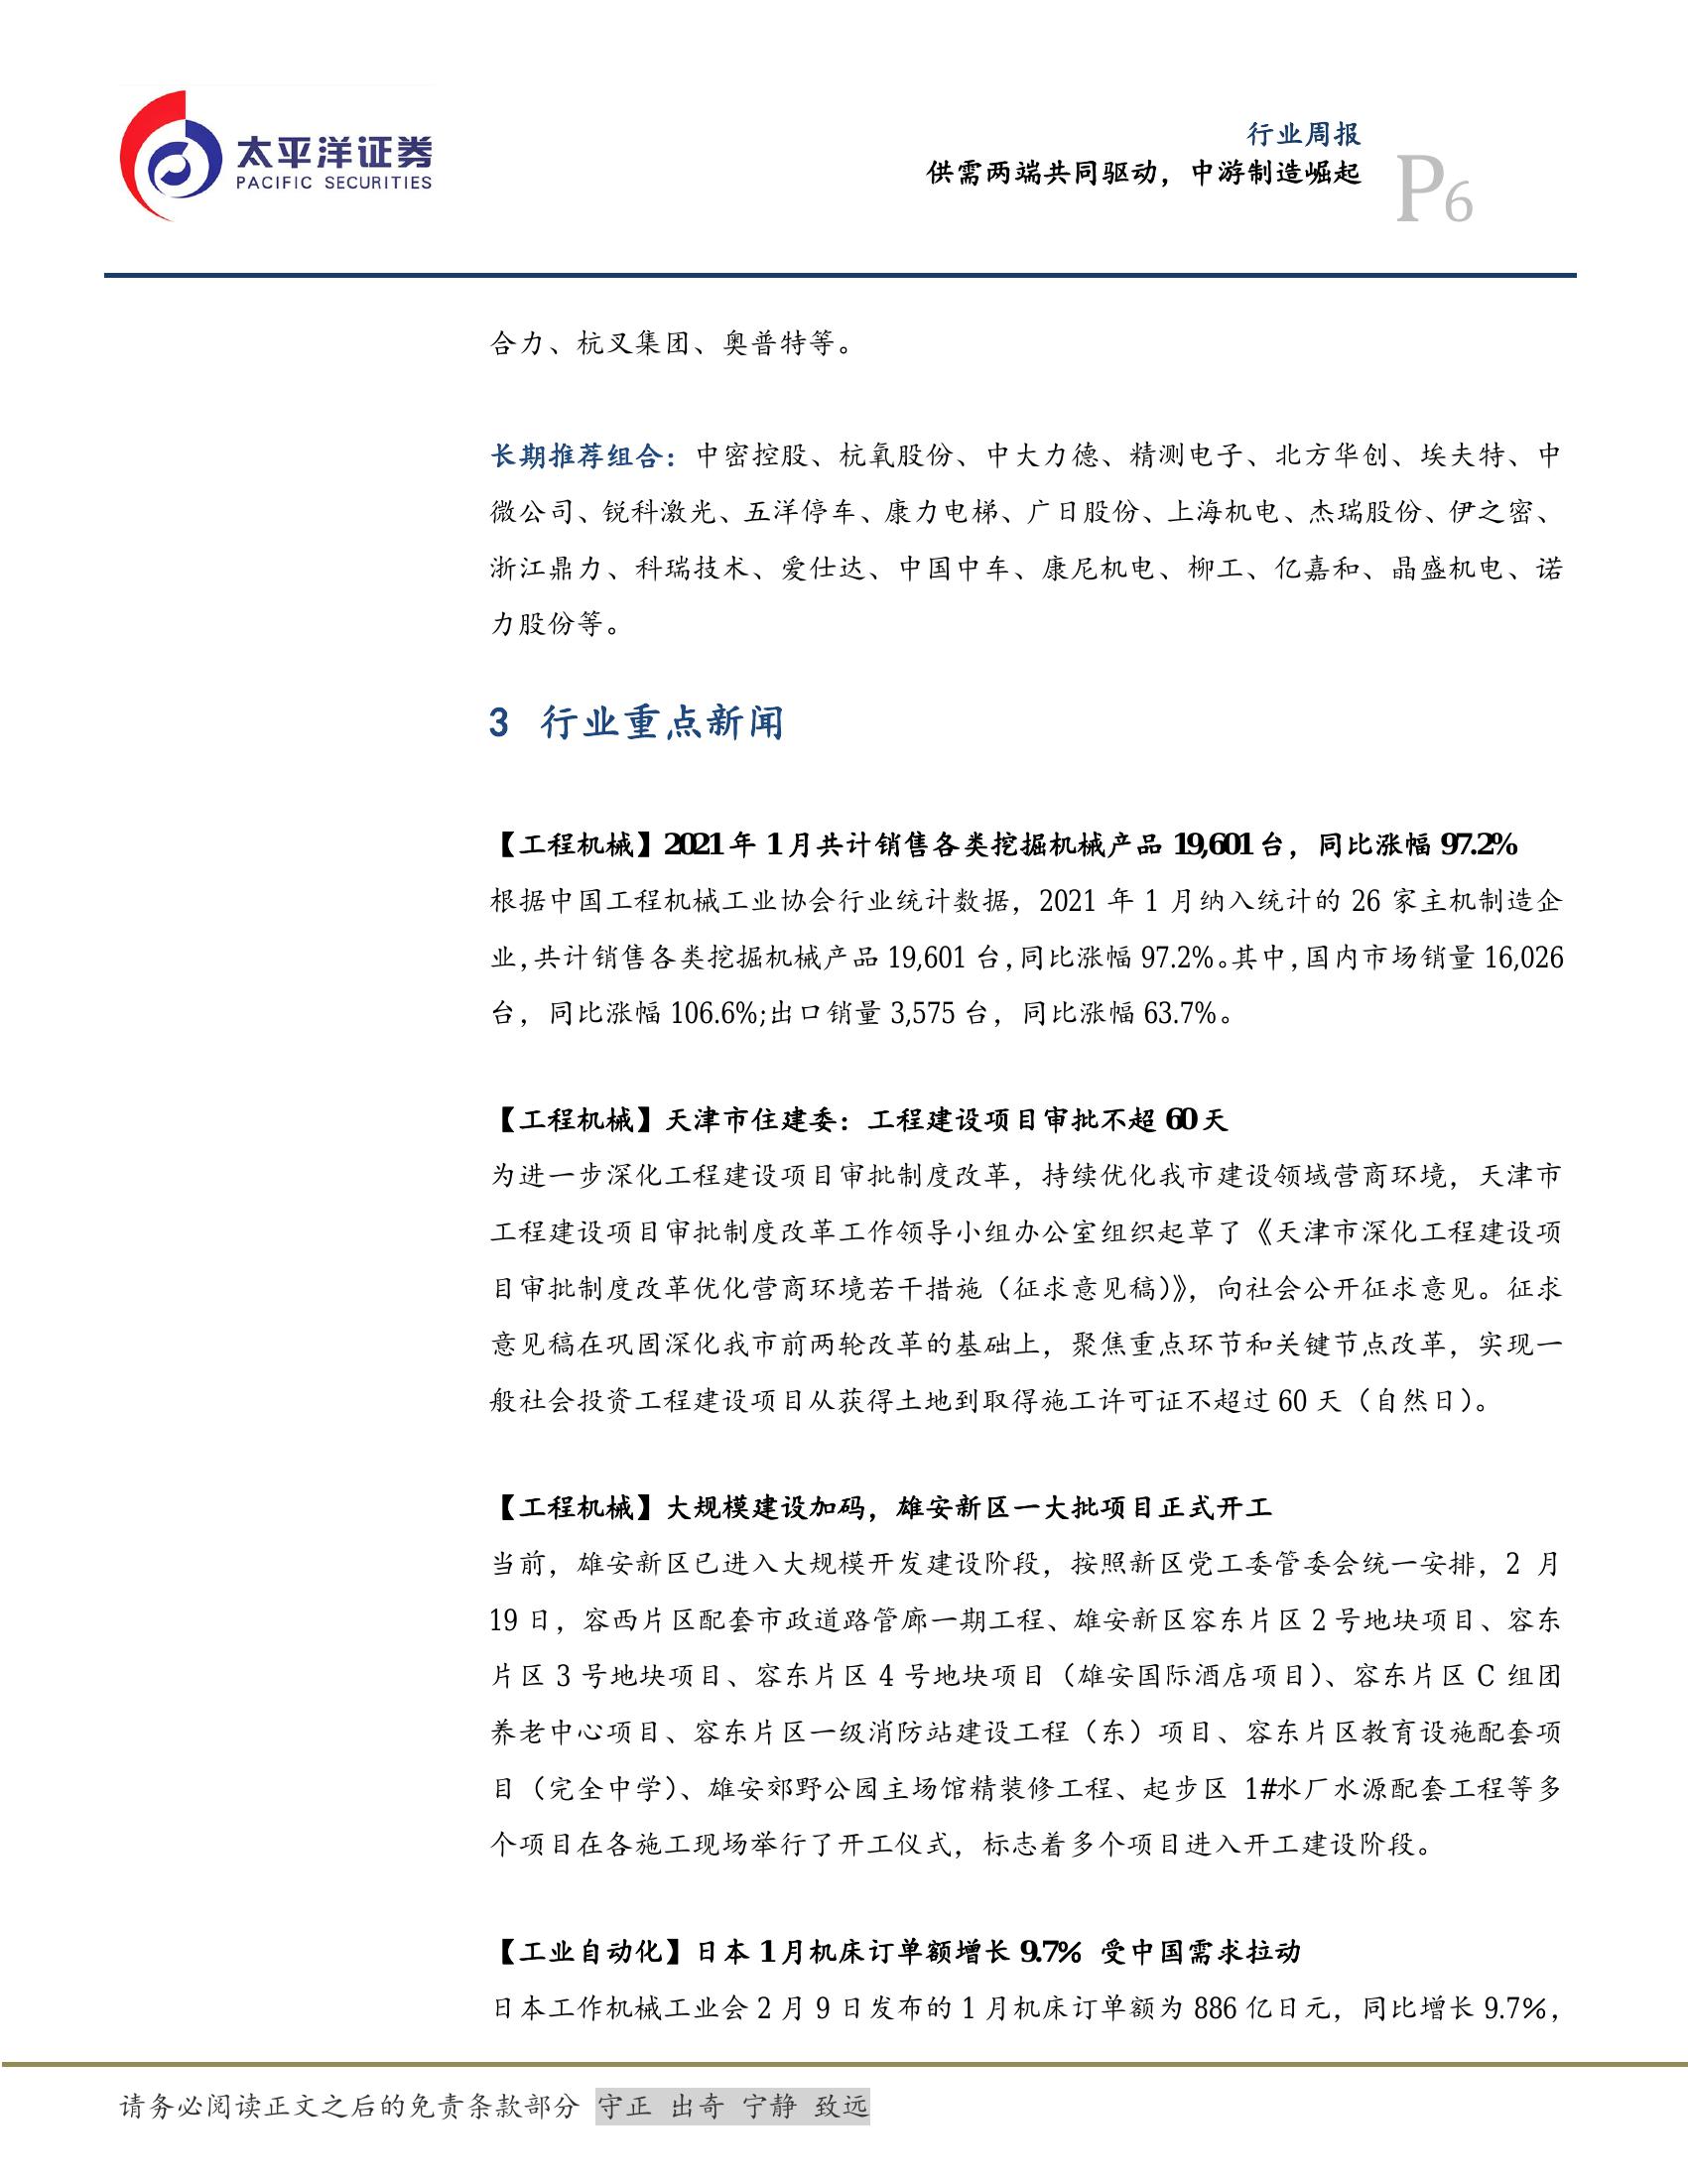 太平洋证券
PACIFIC SECURITIES
行业周报
供需两端共同驱动，中游制造崛起
P6
合力、杭叉集团、奥普特等。
长期推荐组合：中密控股、杭氧股份、中大力德、精测电子、北方华创、埃夫特、中
微公司、锐科激光、五洋停车、康力电梯、广日股份、上海机电、杰瑞股份、伊之密、
浙江鼎力、科瑞技术、爱仕达、中国中车、康尼机电、柳工、亿嘉和、晶盛机电、诺
力股份等。
3 行业重点新闻
【工程机械】2021 年 1 月共计销售各类挖掘机械产品 19,601 台，同比涨幅 97.2%
根据中国工程机械工业协会行业统计数据，2021 年 1 月纳入统计的 26 家主机制造企
业，共计销售各类挖掘机械产品 19,601 台，同比涨幅 97.2%。其中，国内市场销量 16,026
台，同比涨幅 106.6%;出口销量 3,575 台，同比涨幅 63.7%。
【工程机械】天津市住建委：工程建设项目审批不超 60 天
为进一步深化工程建设项目审批制度改革，持续优化我市建设领域营商环境，天津市
工程建设项目审批制度改革工作领导小组办公室组织起草了《天津市深化工程建设项
目审批制度改革优化营商环境若干措施（征求意见稿）》，向社会公开征求意见。征求
意见稿在巩固深化我市前两轮改革的基础上，聚焦重点环节和关键节点改革，实现一
般社会投资工程建设项目从获得土地到取得施工许可证不超过 60 天（自然日）。
【工程机械】大规模建设加码，雄安新区一大批项目正式开工
当前，雄安新区已进入大规模开发建设阶段，按照新区党工委管委会统一安排，2 月
19 日，容西片区配套市政道路管廊一期工程、雄安新区容东片区 2 号地块项目、容东
片区 3 号地块项目、容东片区 4 号地块项目（雄安国际酒店项目）、容东片区 C 组团
养老中心项目、容东片区一级消防站建设工程（东）项目、容东片区教育设施配套项
目（完全中学）、雄安郊野公园主场馆精装修工程、起步区 1#水厂水源配套工程等多
个项目在各施工现场举行了开工仪式，标志着多个项目进入开工建设阶段。
【工业自动化】日本 1 月机床订单额增长 9.7% 受中国需求拉动
日本工作机械工业会 2 月 9 日发布的 1 月机床订单额为 886 亿日元，同比增长 9.7%，
请务必阅读正文之后的免责条款部分 守正 出奇 宁静 致远